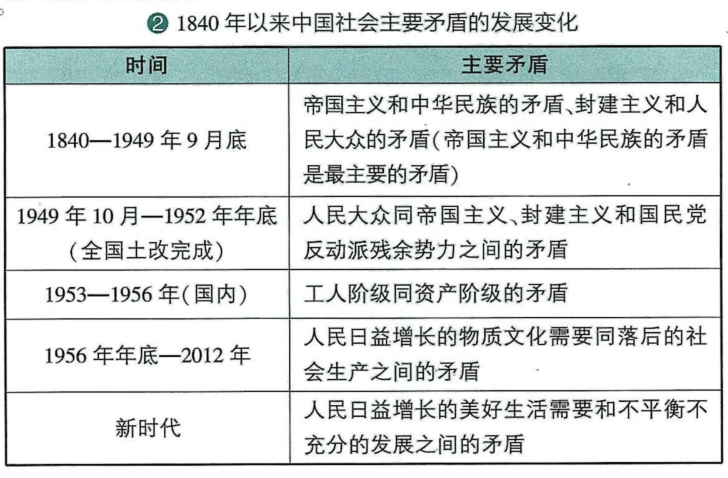 ❷ 1840 年以来中国社会主要矛盾的发展变化
时间
主要矛盾
1840—1949 年 9 月底
帝国主义和中华民族的矛盾、封建主义和人
民大众的矛盾(帝国主义和中华民族的矛盾
是最主要的矛盾)
1949 年 10 月—1952 年年底
(全国土改完成)
人民大众同帝国主义、封建主义和国民党
反动派残余势力之间的矛盾
1953—1956 年(国内)
工人阶级同资产阶级的矛盾
1956 年年底—2012 年
人民日益增长的物质文化需要同落后的社
会生产之间的矛盾
新时代
人民日益增长的美好生活需要和不平衡不
充分的发展之间的矛盾